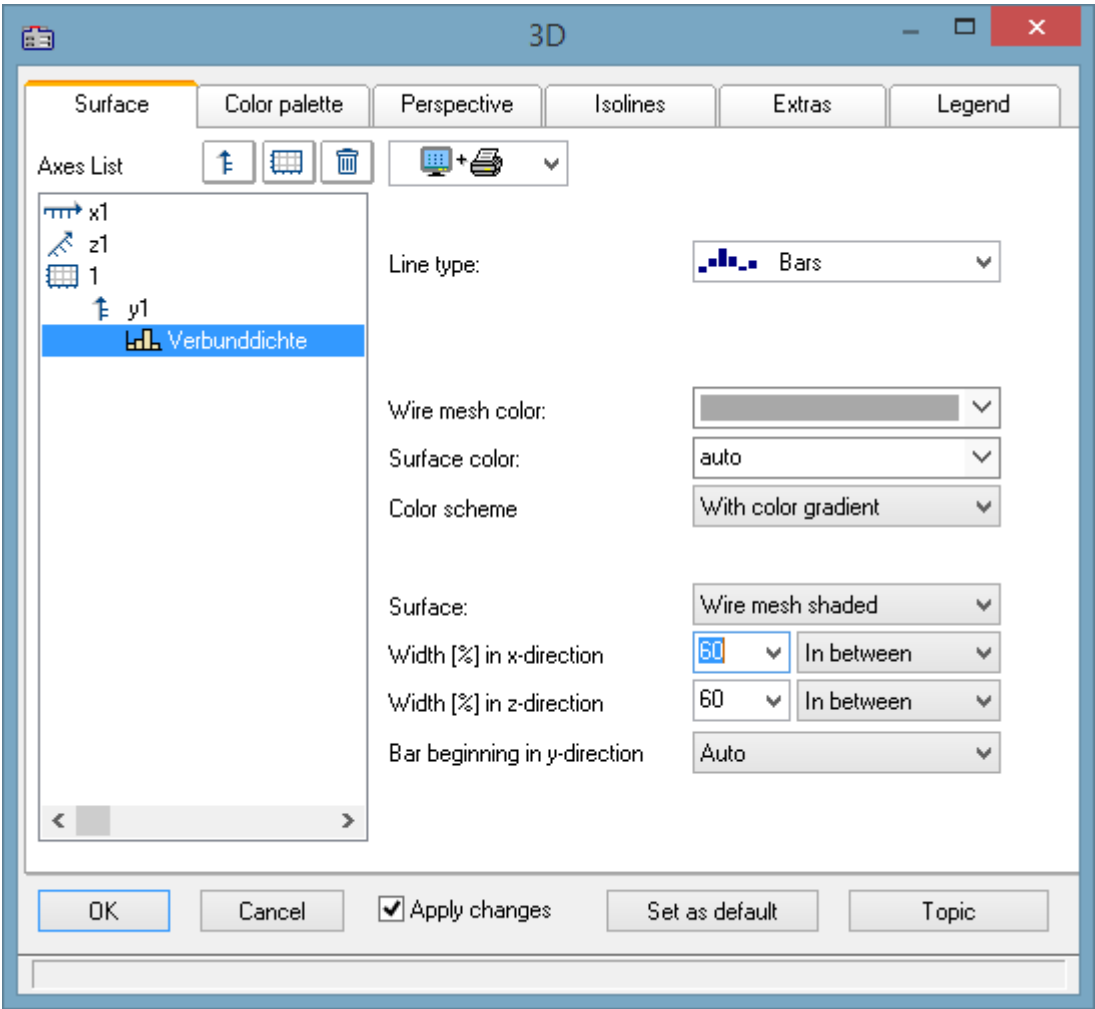 3D
Surface Color palette Perspective Isolines Extras Legend
Axes List
x1
z1
1
y1
Verbunddichte
Line type: Bars
Wire mesh color:
Surface color: auto
Color scheme With color gradient
Surface: Wire mesh shaded
Width [%] in x-direction 60 In between
Width [%] in z-direction 60 In between
Bar beginning in y-direction Auto
OK Cancel Apply changes Set as default Topic